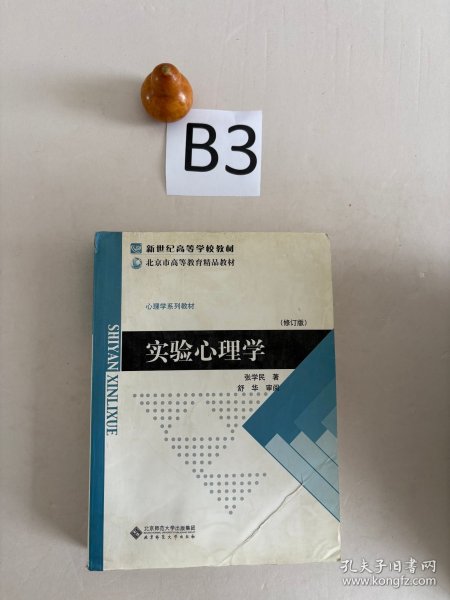 B3
新世纪高等学校教材
北京市高等教育精品教材
心理学系列教材
(修订版)
实验心理学
张学民 著
舒华 审阅
SHIYAN XINLIXUE
北京师范大学出版集团
北京师范大学出版社
孔夫子旧书网
www.kongfz.com